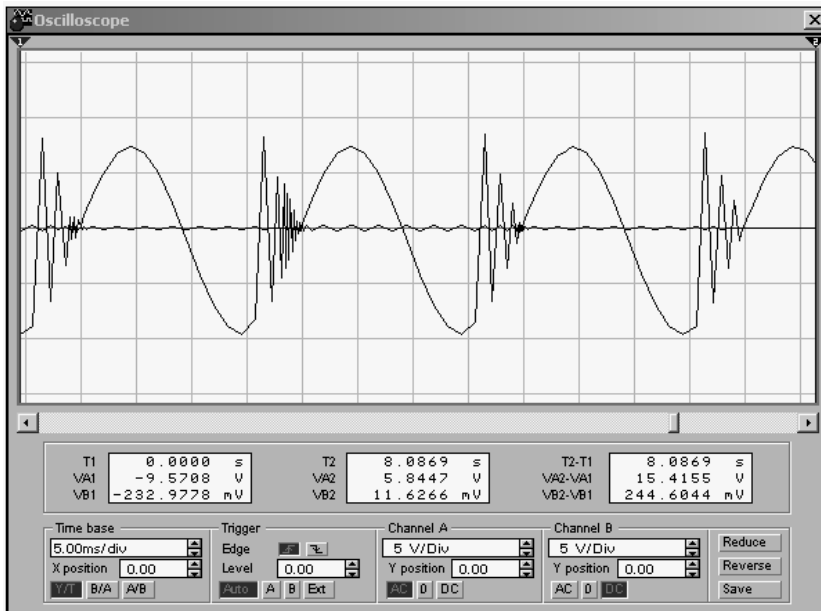 Oscilloscope
1 2
T1 0.0000 s T2 8.0869 s T2-T1 8.0869 s
VA1 -9.5708 V VA2 5.8447 V VA2-VA1 15.4155 V
VB1 -232.9778 mV VB2 11.6266 mV VB2-VB1 244.6044 mV
Time base Trigger Channel A Channel B
5.00ms/div Edge 5 V/Div 5 V/Div Reduce
X position 0.00 Level 0.00 Y position 0.00 Y position 0.00 Reverse
Y/T B/A A/B Auto A B Ext AC 0 DC AC 0 DC Save